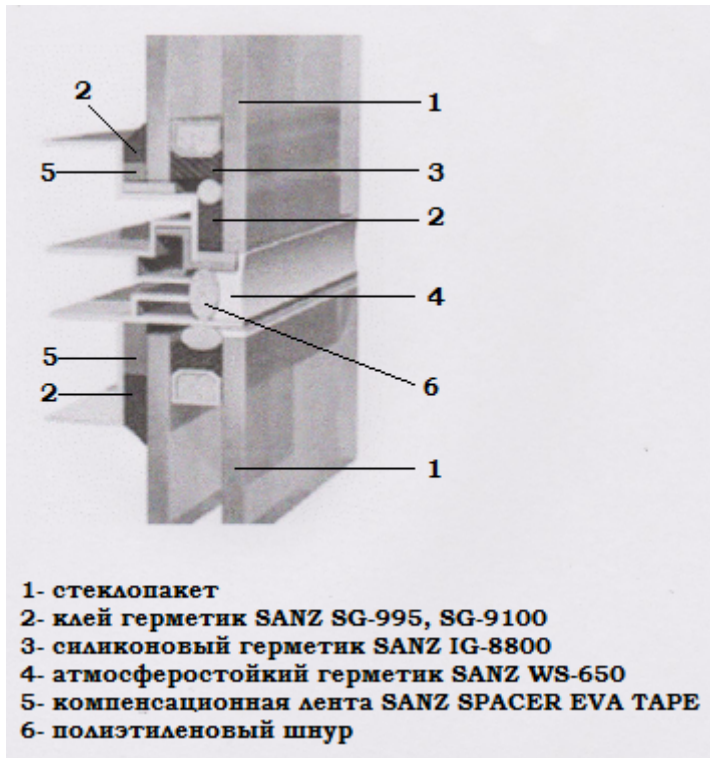 2
1
5
3
2
4
5
6
2
1
1- стеклопакет
2- клей герметик SANZ SG-995, SG-9100
3- силиконовый герметик SANZ IG-8800
4- атмосферостойкий герметик SANZ WS-650
5- компенсационная лента SANZ SPACER EVA TAPE
6- полиэтиленовый шнур